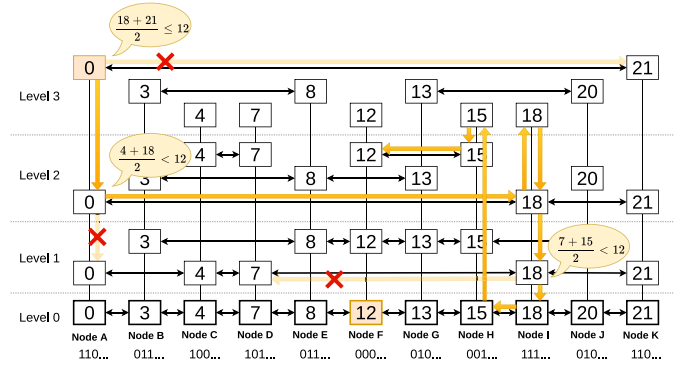 18 + 21
2
≤ 12
0 21
Level 3
3 8 13 20
4 7 12 15 18
4 + 18
2
< 12
4 7 12 15
Level 2
3 8 13 20
0 18 21
3 8 12 13 15
7 + 15
2
< 12
Level 1
0 4 7 18 21
Level 0
0 3 4 7 8 12 13 15 18 20 21
Node A Node B Node C Node D Node E Node F Node G Node H Node I Node J Node K
110... 011... 100... 101... 011... 000... 010... 001... 111... 010... 110...